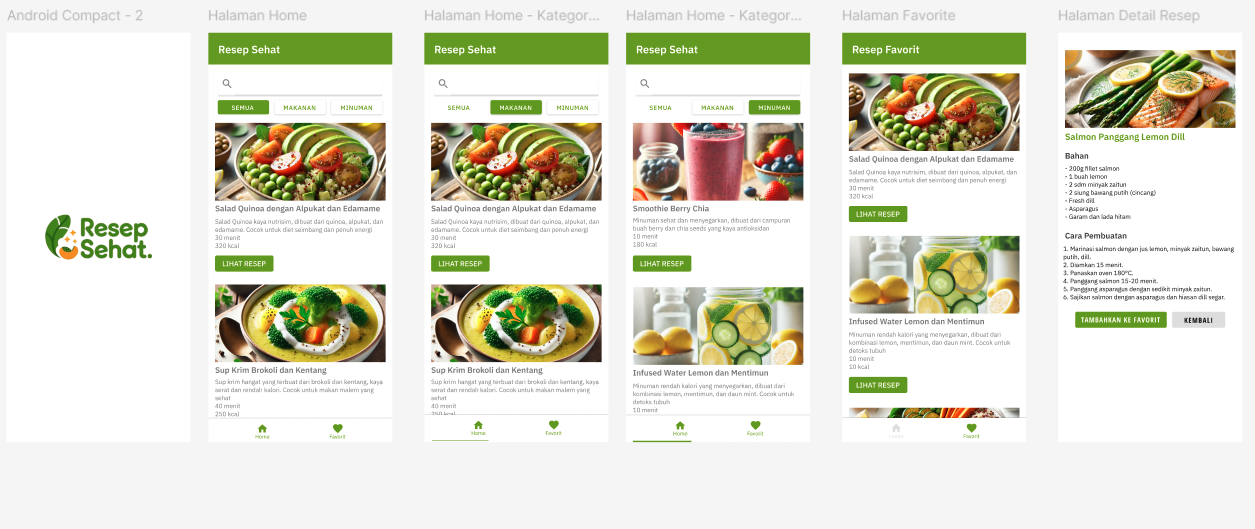 Android Compact - 2
Resep
Sehat.
Halaman Home
Resep Sehat
SEMUA
MAKANAN
MINUMAN
Salad Quinoa dengan Alpukat dan Edamame
Salad Quinoa kaya nutrisim, dibuat dari quinoa, alpukat, dan
edamame. Cocok untuk diet seimbang dan penuh energi
30 menit
320 kcal
LIHAT RESEP
Sup Krim Brokoli dan Kentang
Sup krim hangat yang terbuat dari brokoli dan kentang, kaya
serat dan rendah kalori. Cocok untuk makan malem yang
sehat
40 menit
250 kcal
Home
Favorit
Halaman Home - Kategor...
Resep Sehat
SEMUA
MAKANAN
MINUMAN
Salad Quinoa dengan Alpukat dan Edamame
Salad Quinoa kaya nutrisim, dibuat dari quinoa, alpukat, dan
edamame. Cocok untuk diet seimbang dan penuh energi
30 menit
320 kcal
LIHAT RESEP
Sup Krim Brokoli dan Kentang
Sup krim hangat yang terbuat dari brokoli dan kentang, kaya
serat dan rendah kalori. Cocok untuk makan malem yang
sehat
40 menit
250 kcal
Home
Favorit
Halaman Home - Kategor...
Resep Sehat
SEMUA
MAKANAN
MINUMAN
Smoothie Berry Chia
Minuman sehat dan menyegarkan, dibuat dari campuran
buah berry dan chia seeds yang kaya antioksidan
10 menit
180 kcal
LIHAT RESEP
Infused Water Lemon dan Mentimun
Minuman rendah kalori yang menyegarkan, dibuat dari
kombinasi lemon, mentimun, dan daun mint. Cocok untuk
detoks tubuh
10 menit
Home
Favorit
Halaman Favorite
Resep Favorit
Salad Quinoa dengan Alpukat dan Edamame
Salad Quinoa kaya nutrisim, dibuat dari quinoa, alpukat, dan
edamame. Cocok untuk diet seimbang dan penuh energi
30 menit
320 kcal
LIHAT RESEP
Infused Water Lemon dan Mentimun
Minuman rendah kalori yang menyegarkan, dibuat dari
kombinasi lemon, mentimun, dan daun mint. Cocok untuk
detoks tubuh
10 menit
10 kcal
LIHAT RESEP
Home
Favorit
Halaman Detail Resep
Salmon Panggang Lemon Dill
Bahan
- 200g fillet salmon
- 1 buah lemon
- 2 sdm minyak zaitun
- 2 siung bawang putih (cincang)
- Fresh dill
- Asparagus
- Garam dan lada hitam
Cara Pembuatan
1. Marinasi salmon dengan jus lemon, minyak zaitun, bawang
putih, dill.
2. Diamkan 15 menit.
3. Panaskan oven 180°C.
4. Panggang salmon 15-20 menit.
5. Panggang asparagus dengan sedikit minyak zaitun.
6. Sajikan salmon dengan asparagus dan hiasan dill segar.
TAMBAHKAN KE FAVORIT
KEMBALI